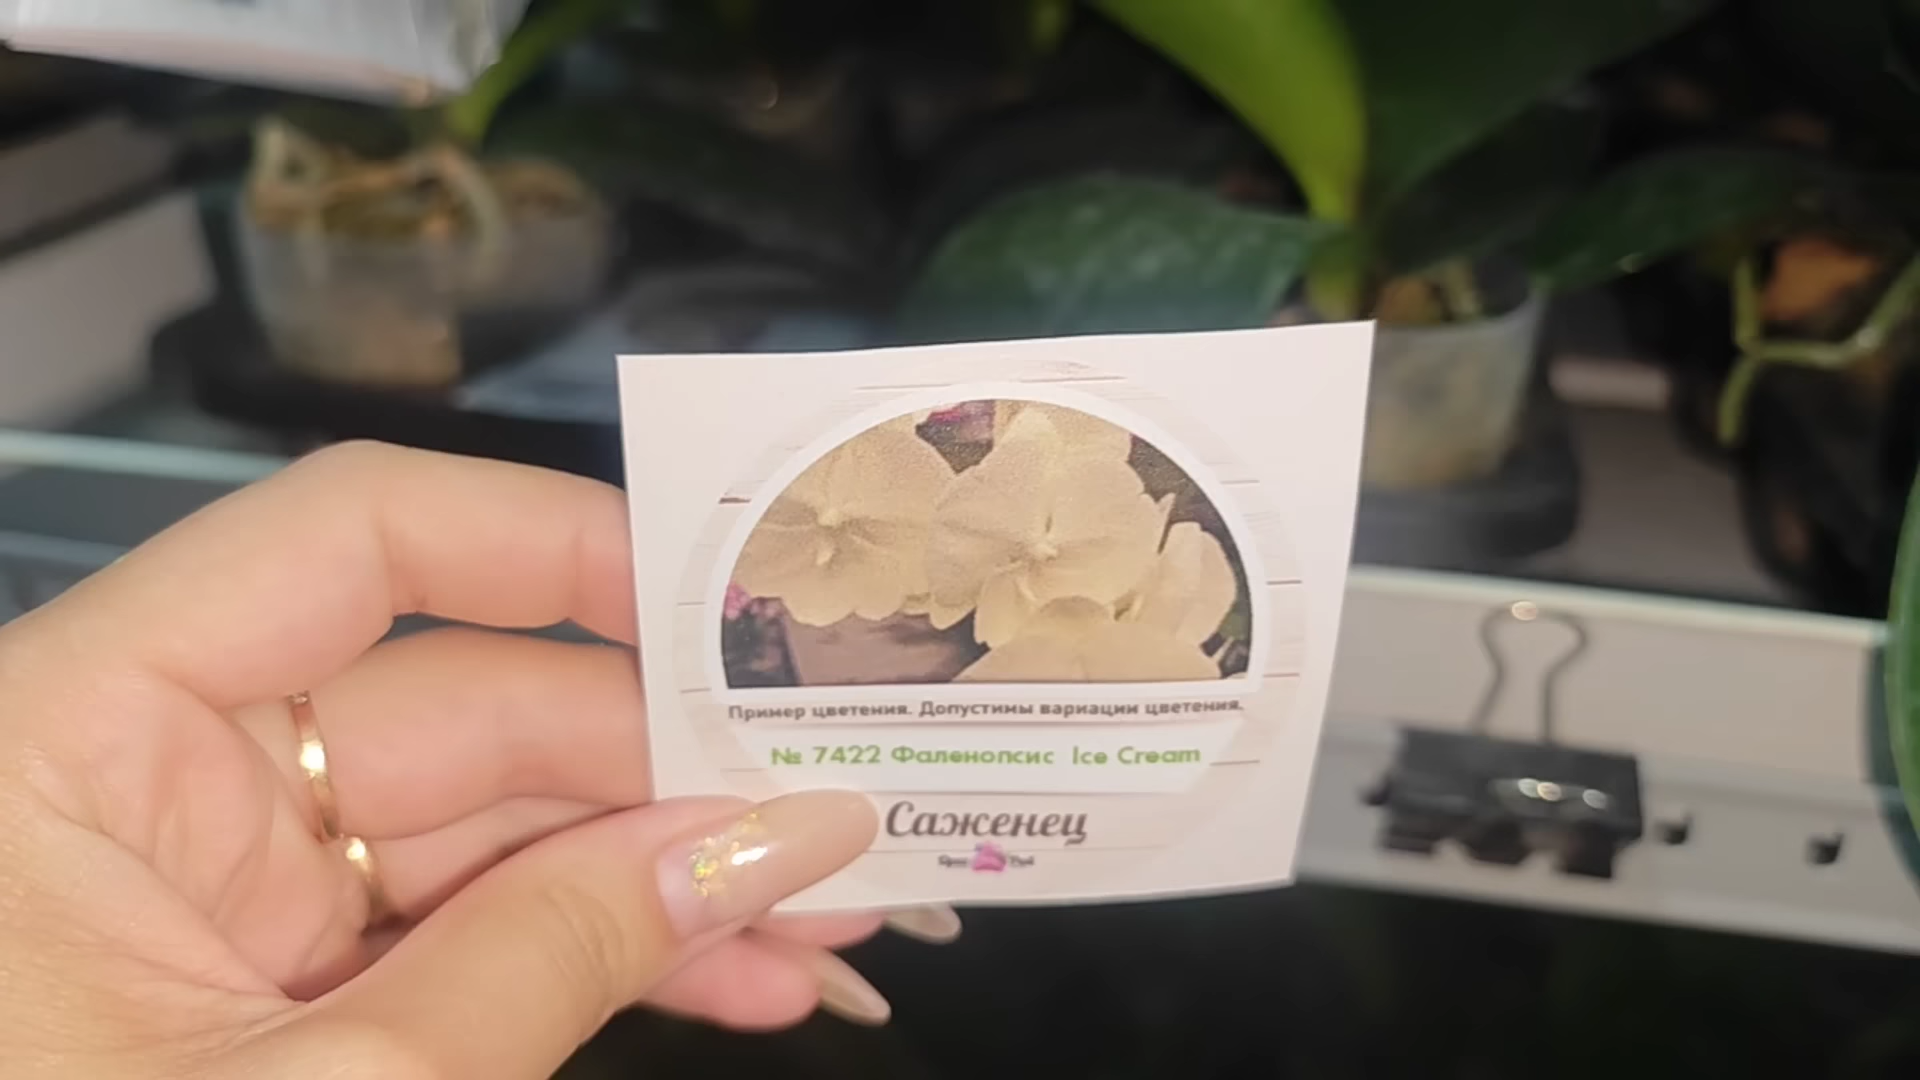 Пример цветения. Допустимы вариации цветения.
№ 7422 Фаленопсис Ice Cream
Саженец